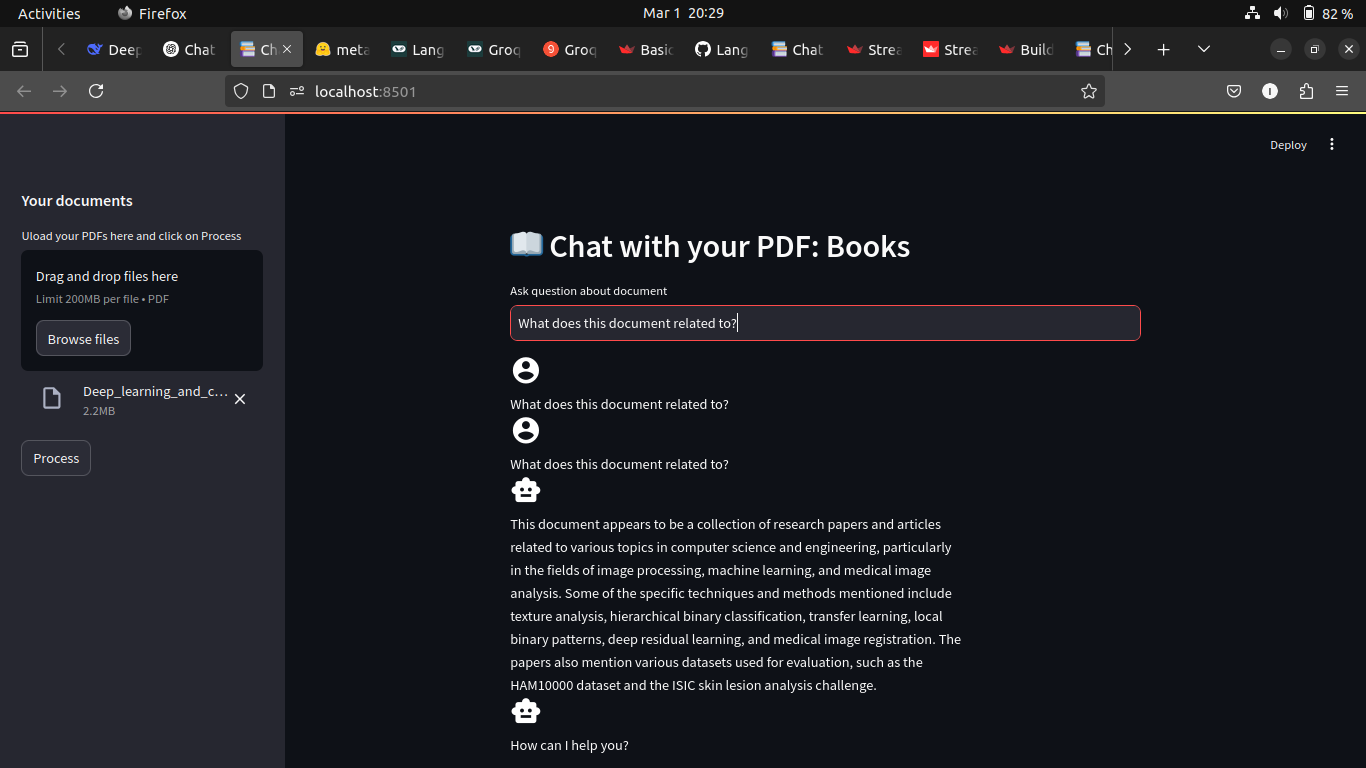 Activities
Firefox
Mar 1 20:29
82 %
Deep
Chat
Ch
meta
Lang
Groq
Groq
Basic
Lang
Chat
Strea
Strea
Build
Ch
localhost:8501
Deploy
Your documents
Uload your PDFs here and click on Process
Drag and drop files here
Limit 200MB per file • PDF
Browse files
Deep_learning_and_c…
2.2MB
Process
📖 Chat with your PDF: Books
Ask question about document
What does this document related to?
What does this document related to?
What does this document related to?
This document appears to be a collection of research papers and articles
related to various topics in computer science and engineering, particularly
in the fields of image processing, machine learning, and medical image
analysis. Some of the specific techniques and methods mentioned include
texture analysis, hierarchical binary classification, transfer learning, local
binary patterns, deep residual learning, and medical image registration. The
papers also mention various datasets used for evaluation, such as the
HAM10000 dataset and the ISIC skin lesion analysis challenge.
How can I help you?